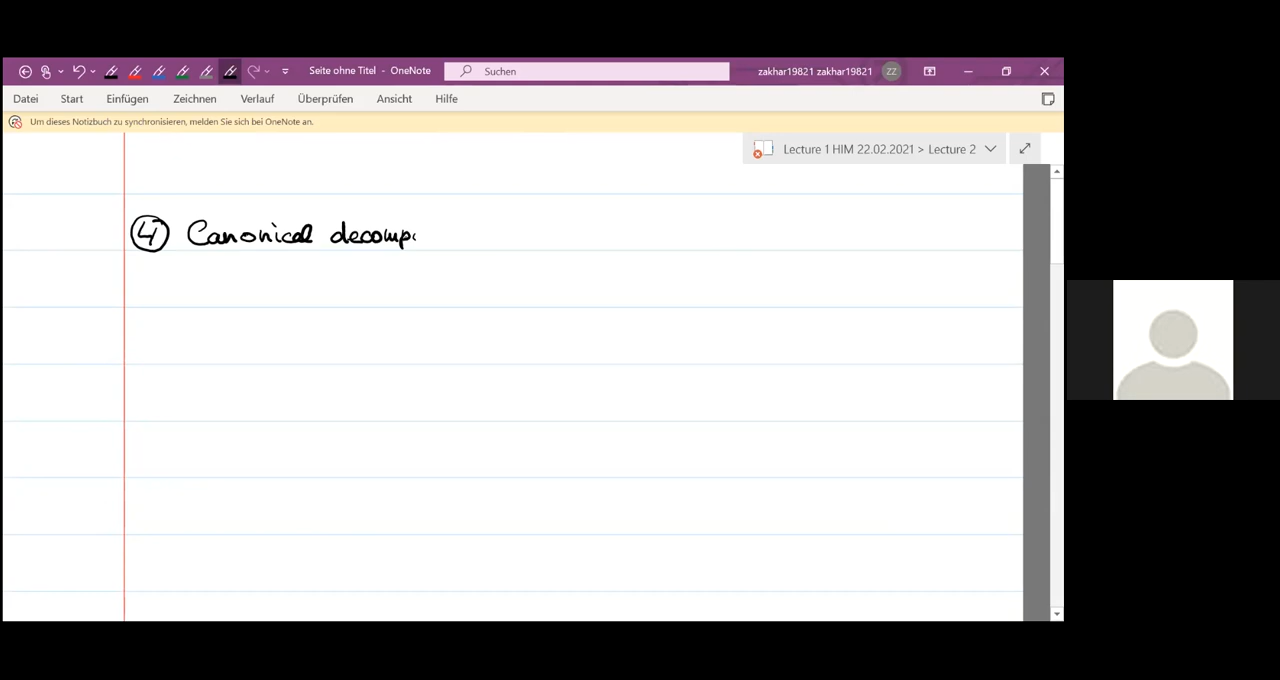 Seite ohne Titel - OneNote
Suchen
zakhar19821 zakhar19821
ZZ
Datei Start Einfügen Zeichnen Verlauf Überprüfen Ansicht Hilfe
Um dieses Notizbuch zu synchronisieren, melden Sie sich bei OneNote an.
Lecture 1 HIM 22.02.2021 > Lecture 2
4 Canonical decompo